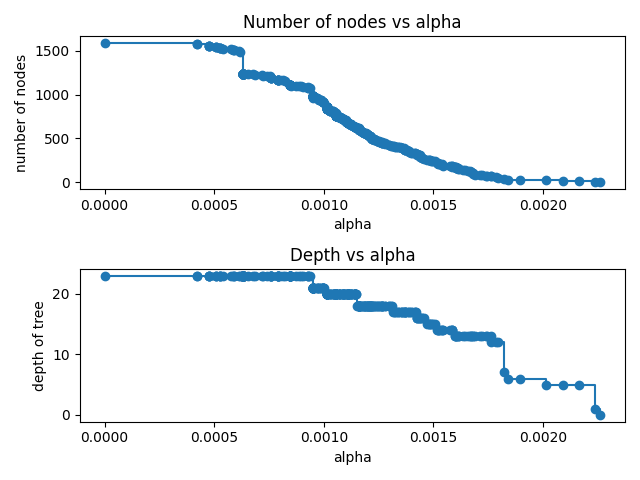 Number of nodes vs alpha
number of nodes
1500
1000
500
0
0.0000 0.0005 0.0010 0.0015 0.0020
alpha
Depth vs alpha
depth of tree
20
10
0
0.0000 0.0005 0.0010 0.0015 0.0020
alpha